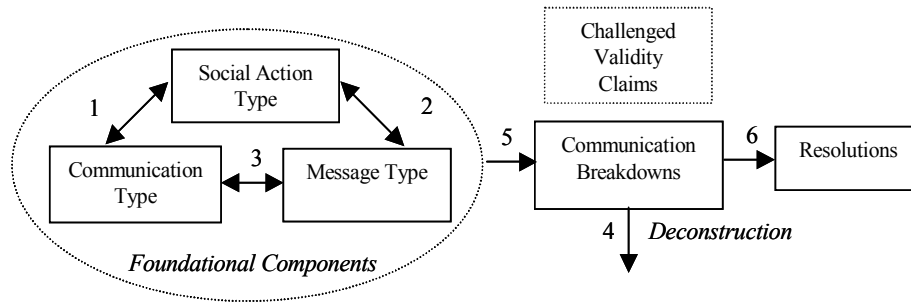 Social Action
Type
1
2
Communication
Type
3
Message Type
Foundational Components
Challenged
Validity
Claims
5
Communication
Breakdowns
6
Resolutions
4
Deconstruction